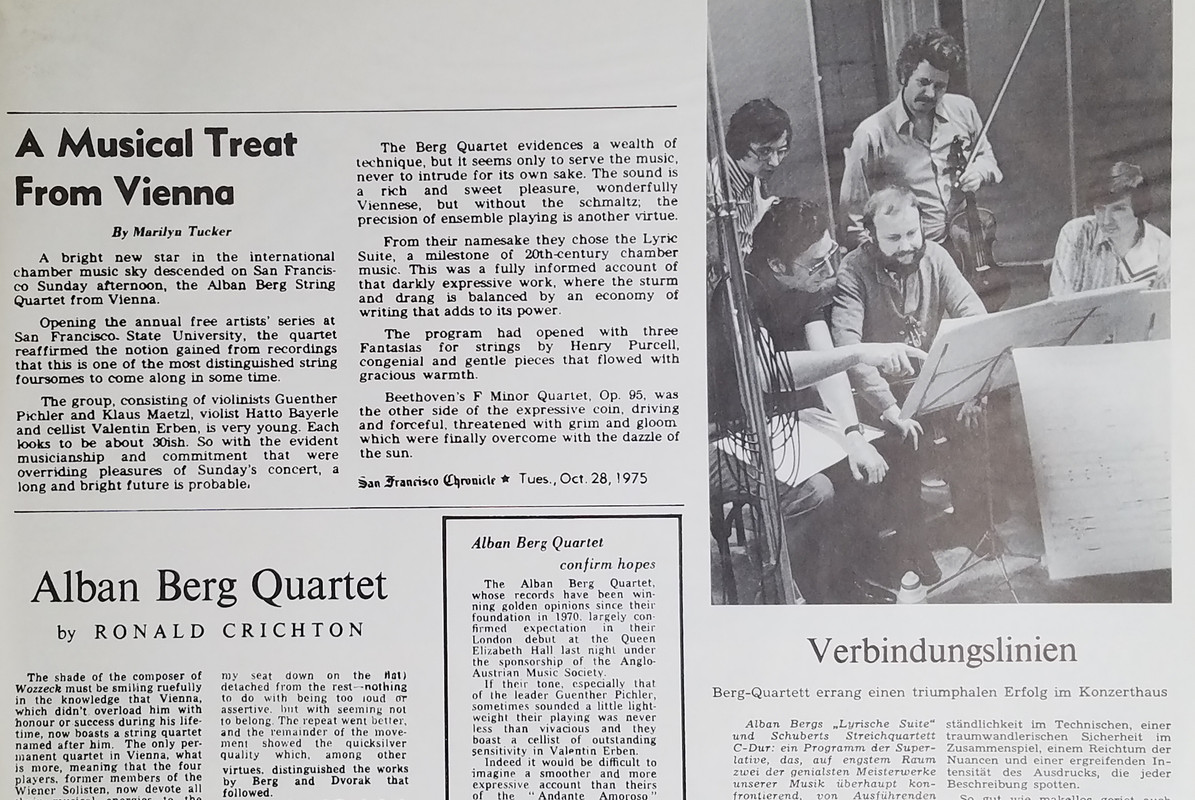 A Musical Treat
From Vienna
By Marilyn Tucker
A bright new star in the international
chamber music sky descended on San Francis-
co Sunday afternoon, the Alban Berg String
Quartet from Vienna.
Opening the annual free artists' series at
San Francisco State University, the quartet
reaffirmed the notion gained from recordings
that this is one of the most distinguished string
foursomes to come along in some time.
The group, consisting of violinists Guenther
Pichler and Klaus Maetzl, violist Hatto Bayerle
and cellist Valentin Erben, is very young. Each
looks to be about 30ish. So with the evident
musicianship and commitment that were
overriding pleasures of Sunday's concert, a
long and bright future is probable.
The Berg Quartet evidences a wealth of
technique, but it seems only to serve the music,
never to intrude for its own sake. The sound is
a rich and sweet pleasure, wonderfully
Viennese, but without the schmaltz; the
precision of ensemble playing is another virtue.
From their namesake they chose the Lyric
Suite, a milestone of 20th-century chamber
music. This was a fully informed account of
that darkly expressive work, where the sturm
and drang is balanced by an economy of
writing that adds to its power.
The program had opened with three
Fantasias for strings by Henry Purcell,
congenial and gentle pieces that flowed with
gracious warmth.
Beethoven's F Minor Quartet, Op. 95, was
the other side of the expressive coin, driving
and forceful, threatened with grim and gloom
which were finally overcome with the dazzle of
the sun.
San Francisco Chronicle ★ Tues., Oct. 28, 1975
Alban Berg Quartet
by RONALD CRICHTON
The shade of the composer of
Wozzeck must be smiling ruefully
in the knowledge that Vienna,
which didn't overload him with
honour or success during his life-
time, now boasts a string quartet
named after him. The only per-
manent quartet in Vienna, what
is more, meaning that the four
players, former members of the
Wiener Solisten, now devote all
my seat down on the flat)
detached from the rest—nothing
to do with being too loud or
assertive, but with seeming not
to belong. The repeat went better,
and the remainder of the move-
ment showed the quicksilver
quality which, among other
virtues, distinguished the works
by Berg and Dvorak that
followed.
Alban Berg Quartet
confirm hopes
The Alban Berg Quartet,
whose records have been win-
ning golden opinions since their
foundation in 1970, largely con-
firmed expectation in their
London debut at the Queen
Elizabeth Hall last night under
the sponsorship of the Anglo-
Austrian Music Society.
If their tone, especially that
of the leader Guenther Pichler,
sometimes sounded a little light-
weight their playing was never
less than vivacious and they
boast a cellist of outstanding
sensitivity in Valentin Erben.
Indeed it would be difficult to
imagine a smoother and more
expressive account than theirs
of the "Andante Amoroso"
Verbindungslinien
Berg-Quartett errang einen triumphalen Erfolg im Konzerthaus
Alban Bergs „Lyrische Suite“
und Schuberts Streichquartett
C-Dur: ein Programm der Super-
lative, das, auf engstem Raum
zwei der genialsten Meisterwerke
unserer Musik überhaupt kon-
frontierend, von Ausführenden
ständlichkeit im Technischen, einer
traumwandlerischen Sicherheit im
Zusammenspiel, einem Reichtum der
Nuancen und einer ergreifenden In-
tensität des Ausdrucks, die jeder
Beschreibung spotten.